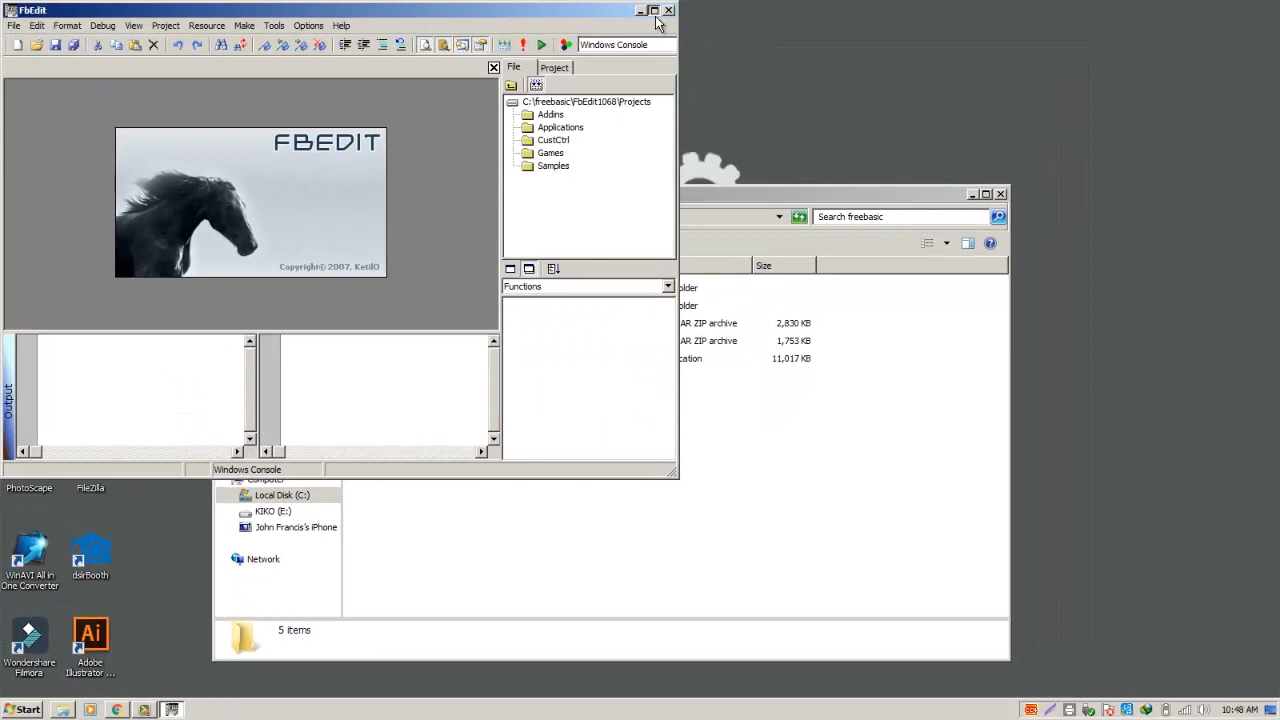 FbEdit
File Edit Format Debug View Project Resource Make Tools Options Help
Windows Console
File Project
C:\freebasic\FbEdit1068\Projects
Addins
Applications
CustCtrl
Games
Samples
FBEDIT
Copyright© 2007, KetilO
Functions
Output
Windows Console
Search freebasic
Size
older
older
AR ZIP archive 2,830 KB
AR ZIP archive 1,753 KB
cation 11,017 KB
Computer
Local Disk (C:)
KIKO (E:)
John Francis's iPhone
Network
5 items
PhotoScape FileZilla
WinAVI All in
One Converter
dslrBooth
Wondershare
Filmora
Ai
Adobe
Illustrator ...
Start
10:48 AM